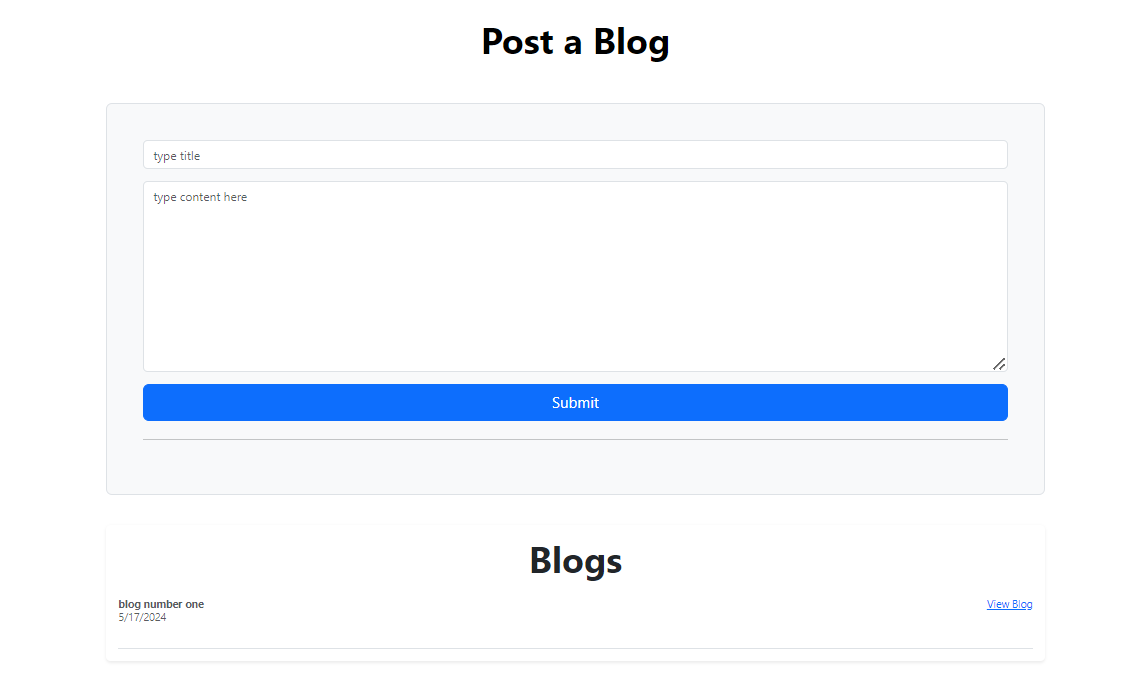 Post a Blog
type title
type content here
Submit
Blogs
blog number one
View Blog
5/17/2024